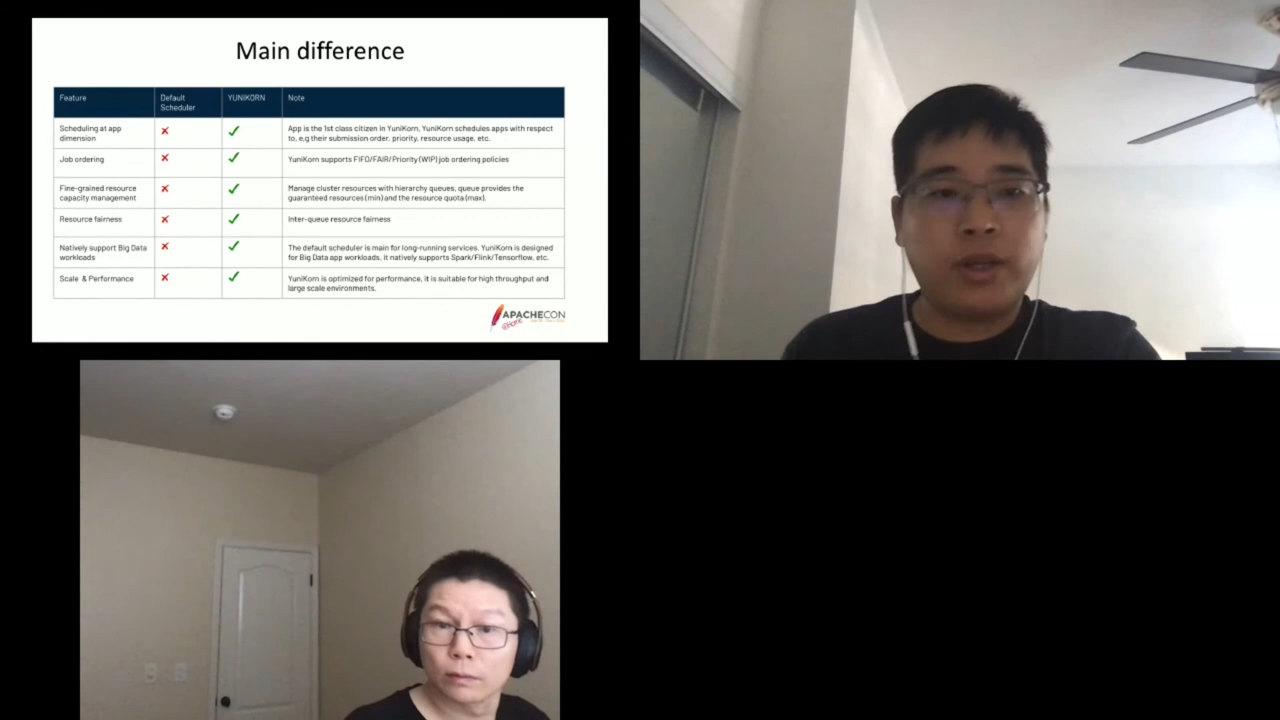 Main difference
Feature
Default
Scheduler
YUNIKORN
Note
Scheduling at app
dimension
App is the 1st class citizen in YuniKorn, YuniKorn schedules apps with respect
to, e.g their submission order, priority, resource usage, etc.
Job ordering
YuniKorn supports FIFO/FAIR/Priority (WIP) job ordering policies
Fine-grained resource
capacity management
Manage cluster resources with hierarchy queues, queue provides the
guaranteed resources (min) and the resource quota (max).
Resource fairness
Inter-queue resource fairness
Natively support Big Data
workloads
The default scheduler is main for long-running services. YuniKorn is designed
for Big Data app workloads, it natively supports Spark/Flink/Tensorflow, etc.
Scale & Performance
YuniKorn is optimized for performance, it is suitable for high throughput and
large scale environments.
APACHECON
@Home